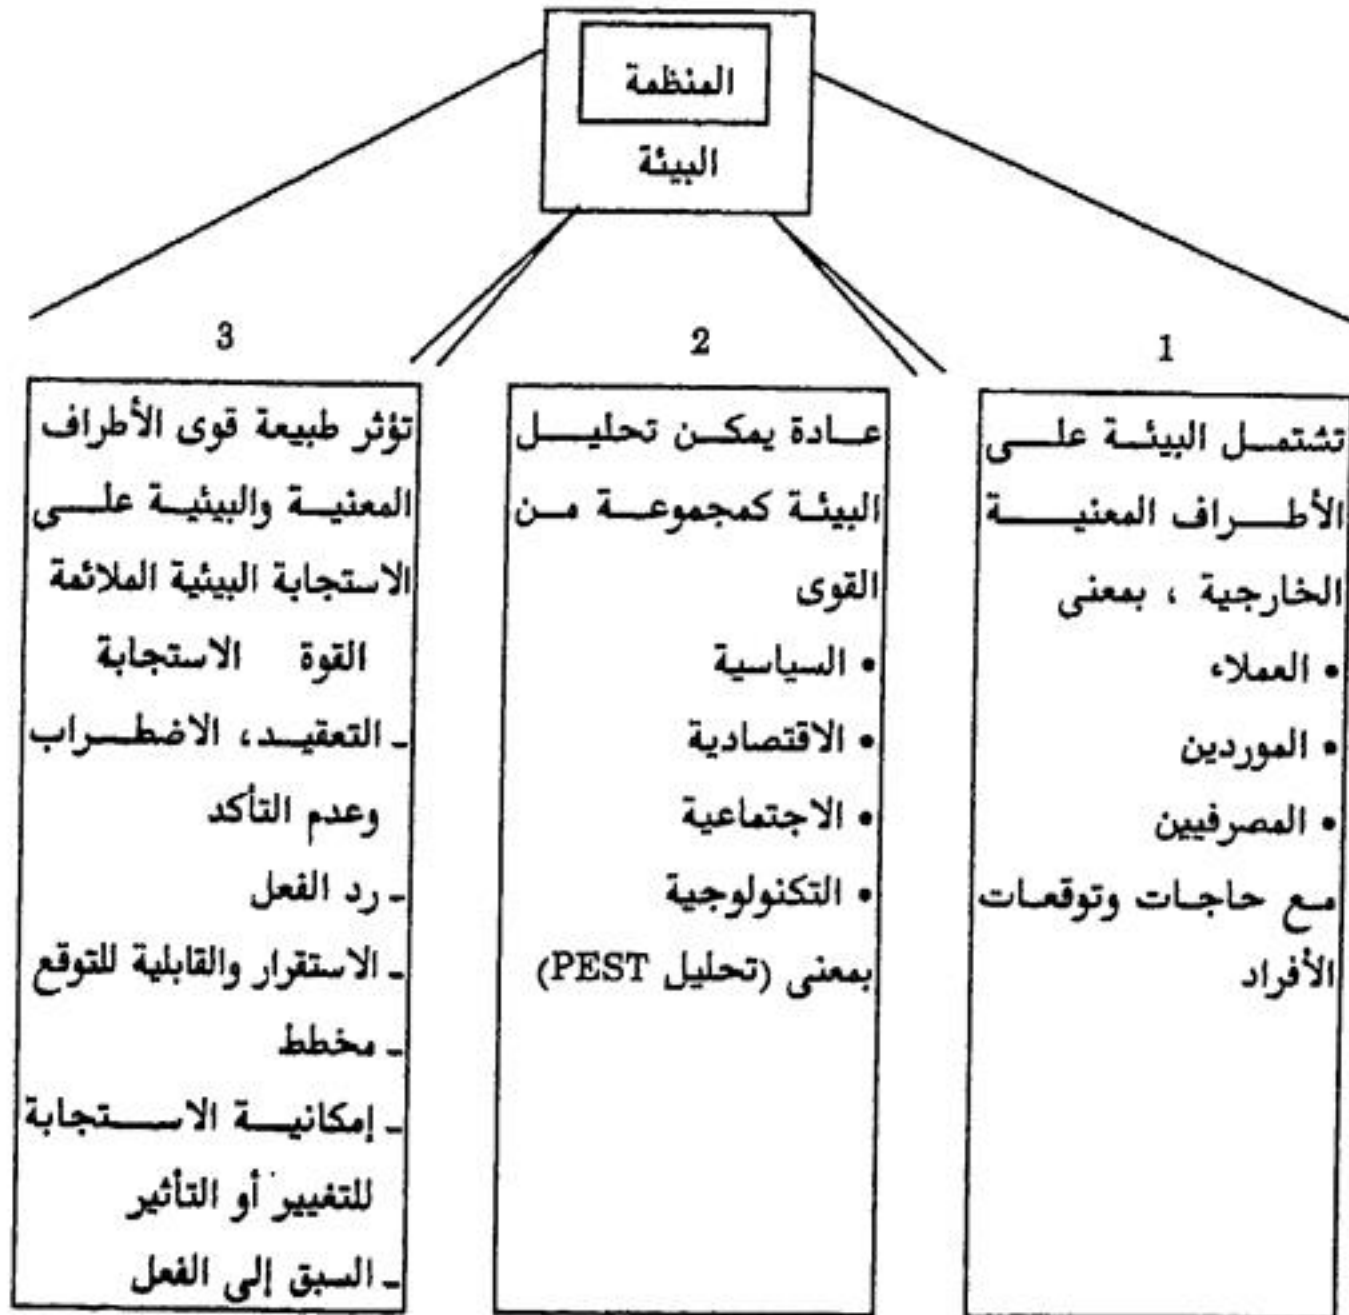 المنظمة
البيئة
1
تشتمل البيئة على
الأطراف المعنية
الخارجية ، بمعنى
• العملاء
• الموردين
• المصرفيين
مع حاجات وتوقعات
الأفراد
2
عادة يمكن تحليل
البيئة كمجموعة من
القوى
• السياسية
• الاقتصادية
• الاجتماعية
• التكنولوجية
بمعنى (تحليل PEST)
3
تؤثر طبيعة قوى الأطراف
المعنية والبيئية على
الاستجابة البيئية الملائمة
القوة الاستجابة
- التعقيد، الاضطراب
وعدم التأكد
- رد الفعل
- الاستقرار والقابلية للتوقع
- مخطط
- إمكانية الاستجابة
للتغيير أو التأثير
- السبق إلى الفعل